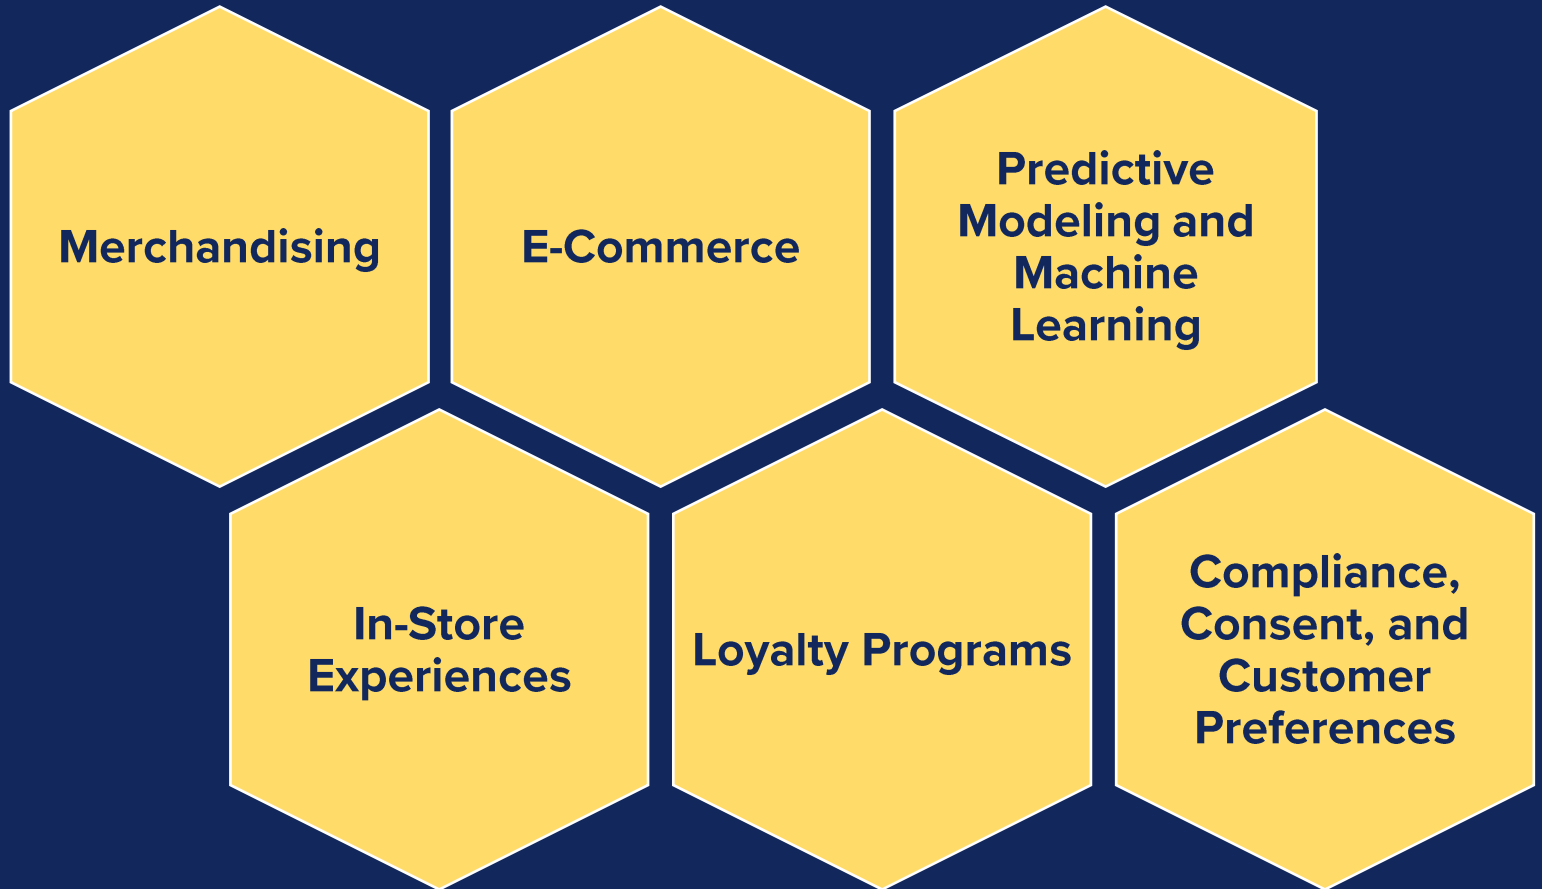 Merchandising
E-Commerce
Predictive
Modeling and
Machine
Learning
In-Store
Experiences
Loyalty Programs
Compliance,
Consent, and
Customer
Preferences